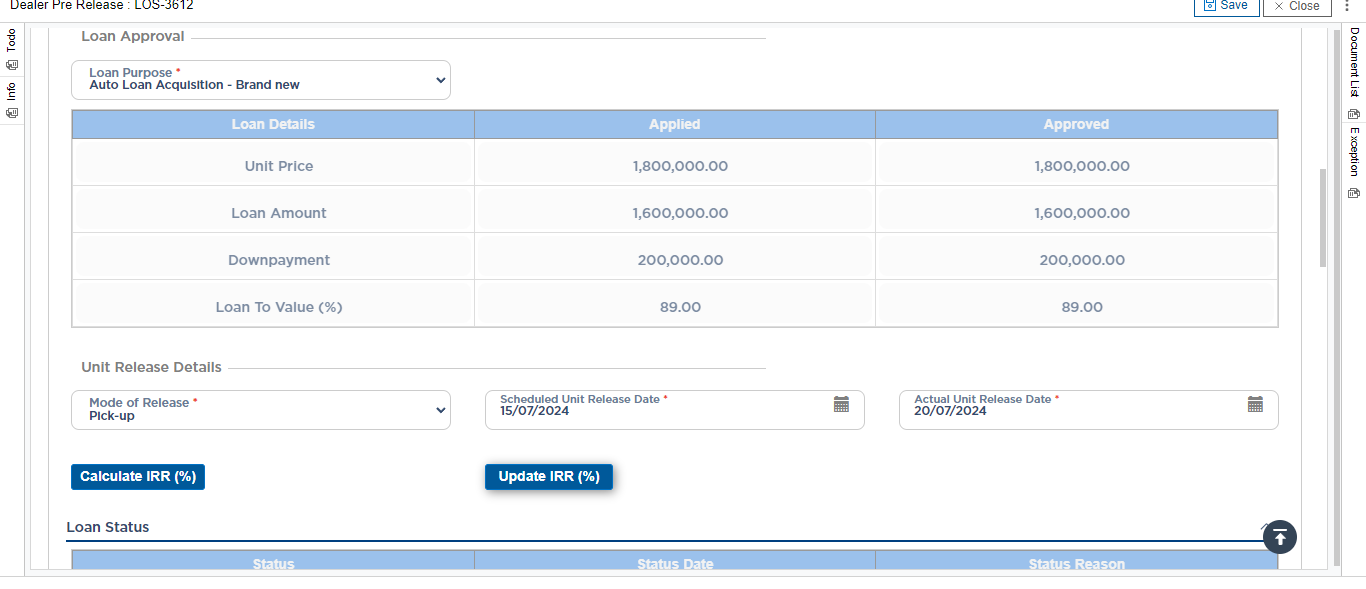 Dealer Pre Release : LOS-3612
Save
Close
Todo
Info
Document List
Exception
Loan Approval
Loan Purpose *
Auto Loan Acquisition - Brand new
Loan Details Applied Approved
Unit Price 1,800,000.00 1,800,000.00
Loan Amount 1,600,000.00 1,600,000.00
Downpayment 200,000.00 200,000.00
Loan To Value (%) 89.00 89.00
Unit Release Details
Mode of Release *
Pick-up
Scheduled Unit Release Date *
15/07/2024
Actual Unit Release Date *
20/07/2024
Calculate IRR (%) Update IRR (%)
Loan Status
Status Status Date Status Reason